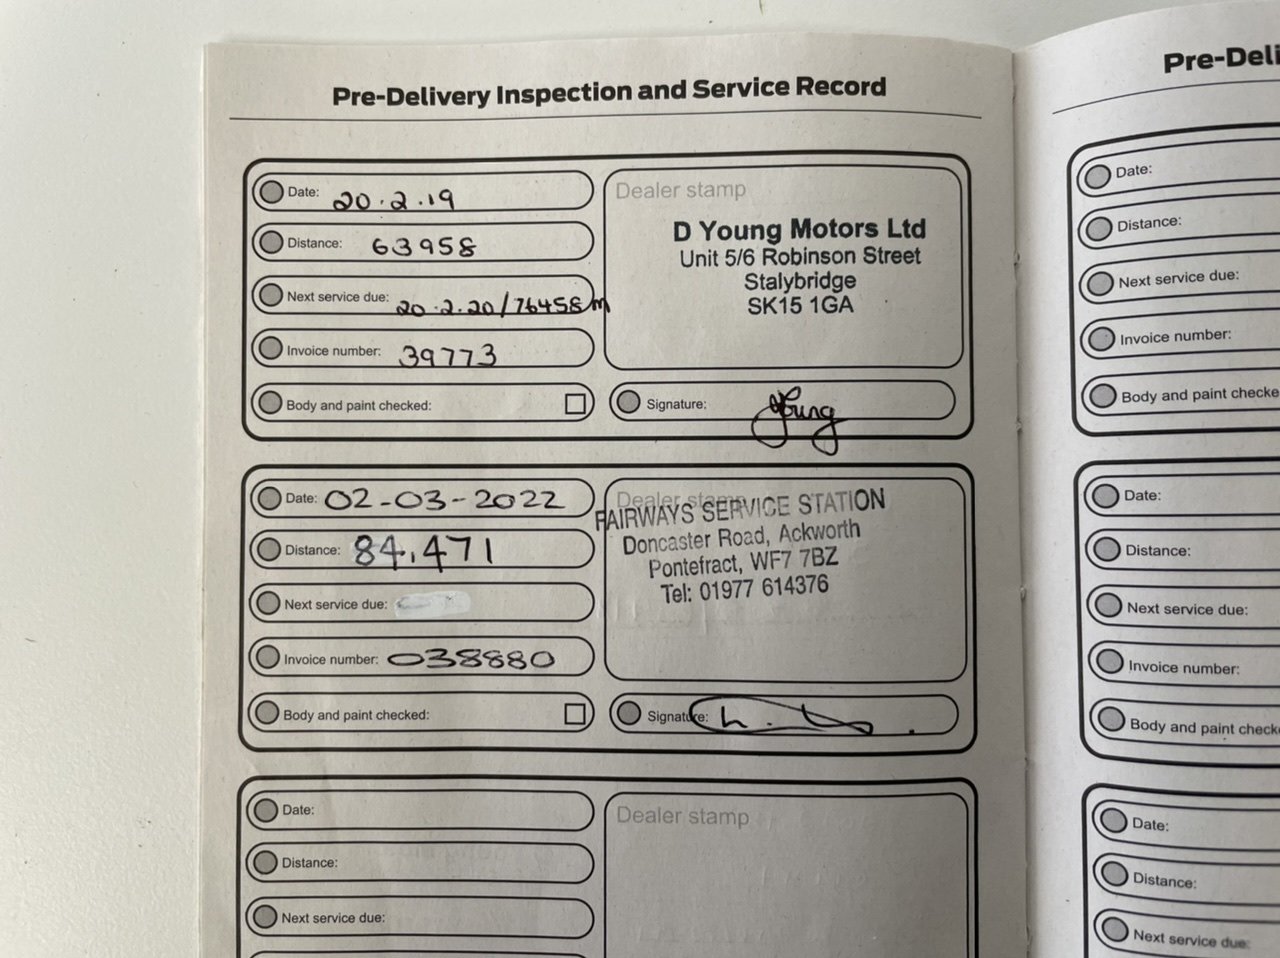 Pre-Delivery Inspection and Service Record
Date: 20.2.19
Distance: 63958
Next service due: 20.2.20/76458m
Invoice number: 39773
Body and paint checked:
Dealer stamp
D Young Motors Ltd
Unit 5/6 Robinson Street
Stalybridge
SK15 1GA
Signature: Young
Date: 02-03-2022
Distance: 84,471
Next service due:
Invoice number: 038880
Body and paint checked:
Dealer stamp
FAIRWAYS SERVICE STATION
Doncaster Road, Ackworth
Pontefract, WF7 7BZ
Tel: 01977 614376
Signature:
Date:
Distance:
Next service due:
Dealer stamp
Pre-Deli
Date:
Distance:
Next service due:
Invoice number:
Body and paint checke
Date:
Distance:
Next service due:
Invoice number:
Body and paint check
Date:
Distance:
Next service due: